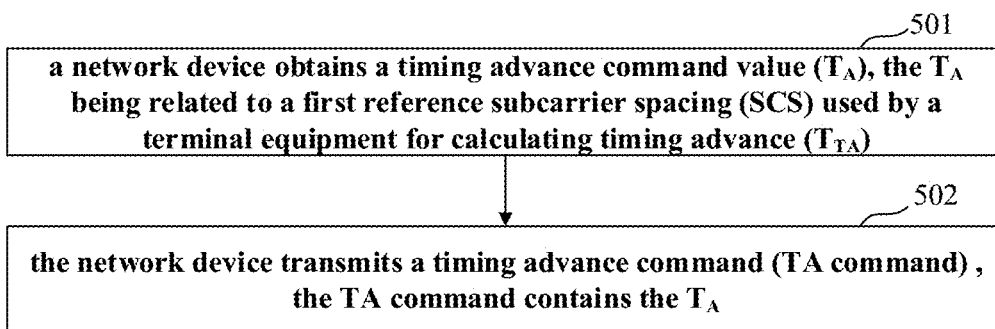 501
a network device obtains a timing advance command value (TA), the TA
being related to a first reference subcarrier spacing (SCS) used by a
terminal equipment for calculating timing advance (TTA)
502
the network device transmits a timing advance command (TA command) ,
the TA command contains the TA